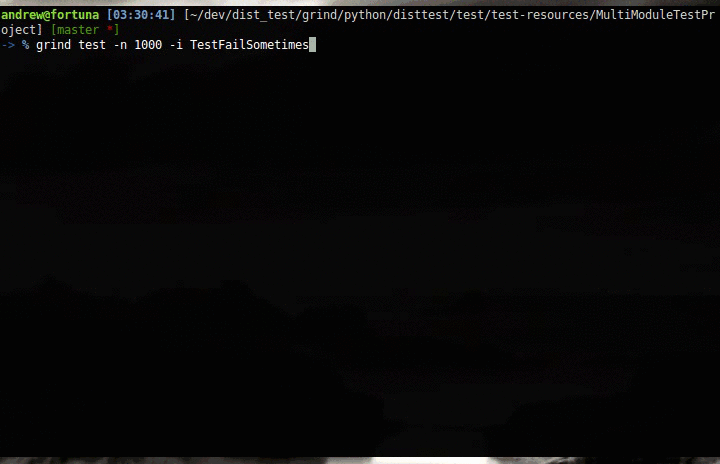 andrew@fortuna [03:30:41] [~/dev/dist_test/grind/python/disttest/test/test-resources/MultiModuleTestPr
oject] [master *]
-> % grind test -n 1000 -i TestFailSometimes